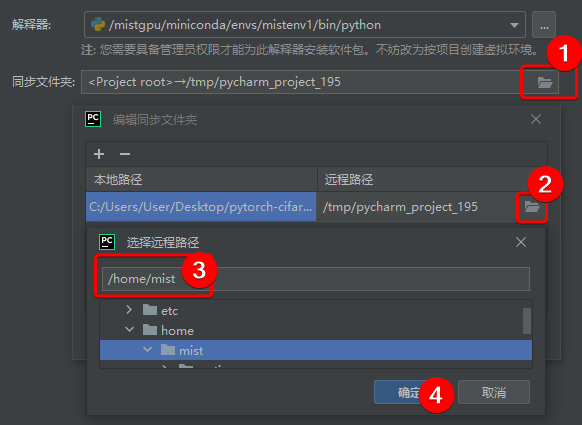 解释器: /mistgpu/miniconda/envs/mistenv1/bin/python ...
注: 您需要具备管理员权限才能为此解释器安装软件包。不妨改为按项目创建虚拟环境。
1
同步文件夹: <Project root>→/tmp/pycharm_project_195
PC 编辑同步文件夹
本地路径 远程路径
2
C:/Users/User/Desktop/pytorch-cifar... /tmp/pycharm_project_195
PC 选择远程路径
3
/home/mist
etc
home
mist
确定 取消
4